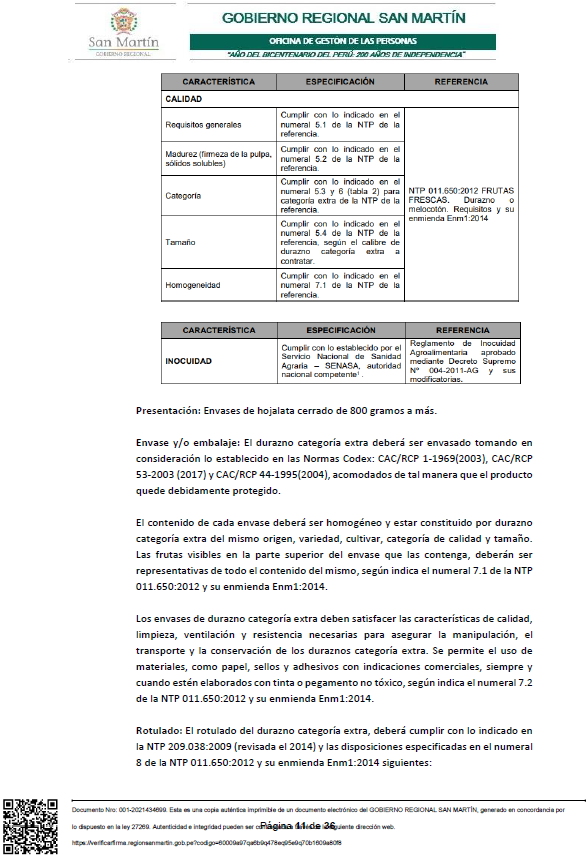 San Martín
GOBIERNO REGIONAL
GOBIERNO REGIONAL SAN MARTÍN
OFICINA DE GESTIÓN DE LAS PERSONAS
"AÑO DEL BICENTENARIO DEL PERÚ: 200 AÑOS DE INDEPENDENCIA"
CARACTERÍSTICA ESPECIFICACIÓN REFERENCIA
CALIDAD
Requisitos generales
Cumplir con lo indicado en el
numeral 5.1 de la NTP de la
referencia.
Madurez (firmeza de la pulpa,
sólidos solubles)
Cumplir con lo indicado en el
numeral 5.2 de la NTP de la
referencia.
Categoría
Cumplir con lo indicado en el
numeral 5.3 y 6 (tabla 2) para
categoría extra de la NTP de la
referencia.
Tamaño
Cumplir con lo indicado en el
numeral 5.4 de la NTP de la
referencia, según el calibre de
durazno categoría extra a
contratar.
Homogeneidad
Cumplir con lo indicado en el
numeral 7.1 de la NTP de la
referencia.
NTP 011.650:2012 FRUTAS
FRESCAS. Durazno o
melocotón. Requisitos y su
enmienda Enm1:2014
CARACTERÍSTICA ESPECIFICACIÓN REFERENCIA
INOCUIDAD
Cumplir con lo establecido por el
Servicio Nacional de Sanidad
Agraria – SENASA, autoridad
nacional competente¹ .
Reglamento de Inocuidad
Agroalimentaria aprobado
mediante Decreto Supremo
Nº 004-2011-AG y sus
modificatorias.
Presentación: Envases de hojalata cerrado de 800 gramos a más.
Envase y/o embalaje: El durazno categoría extra deberá ser envasado tomando en
consideración lo establecido en las Normas Codex: CAC/RCP 1-1969(2003), CAC/RCP
53-2003 (2017) y CAC/RCP 44-1995(2004), acomodados de tal manera que el producto
quede debidamente protegido.
El contenido de cada envase deberá ser homogéneo y estar constituido por durazno
categoría extra del mismo origen, variedad, cultivar, categoría de calidad y tamaño.
Las frutas visibles en la parte superior del envase que las contenga, deberán ser
representativas de todo el contenido del mismo, según indica el numeral 7.1 de la NTP
011.650:2012 y su enmienda Enm1:2014.
Los envases de durazno categoría extra deben satisfacer las características de calidad,
limpieza, ventilación y resistencia necesarias para asegurar la manipulación, el
transporte y la conservación de los duraznos categoría extra. Se permite el uso de
materiales, como papel, sellos y adhesivos con indicaciones comerciales, siempre y
cuando estén elaborados con tinta o pegamento no tóxico, según indica el numeral 7.2
de la NTP 011.650:2012 y su enmienda Enm1:2014.
Rotulado: El rotulado del durazno categoría extra, deberá cumplir con lo indicado en
la NTP 209.038:2009 (revisada el 2014) y las disposiciones especificadas en el numeral
8 de la NTP 011.650:2012 y su enmienda Enm1:2014 siguientes:
Documento Nro: 001-2021434699. Esta es una copia auténtica imprimible de un documento electrónico del GOBIERNO REGIONAL SAN MARTÍN, generado en concordancia por
lo dispuesto en la ley 27269. Autenticidad e integridad pueden ser siguiente dirección web.
Página 11 de 36
https://verificarfirma.regionsanmartin.gob.pe?codigo=60009a97qa6b9q478eq95e9q70b1609a80f8